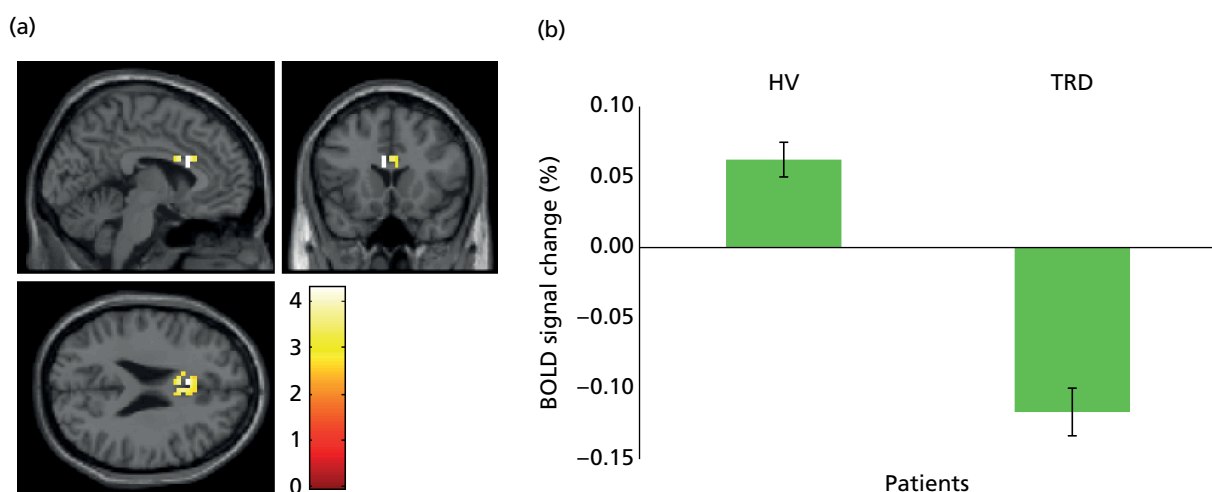 (a)
4
3
2
1
0
(b)
HV TRD
BOLD signal change (%)
0.10
0.05
0.00
−0.05
−0.10
−0.15
Patients